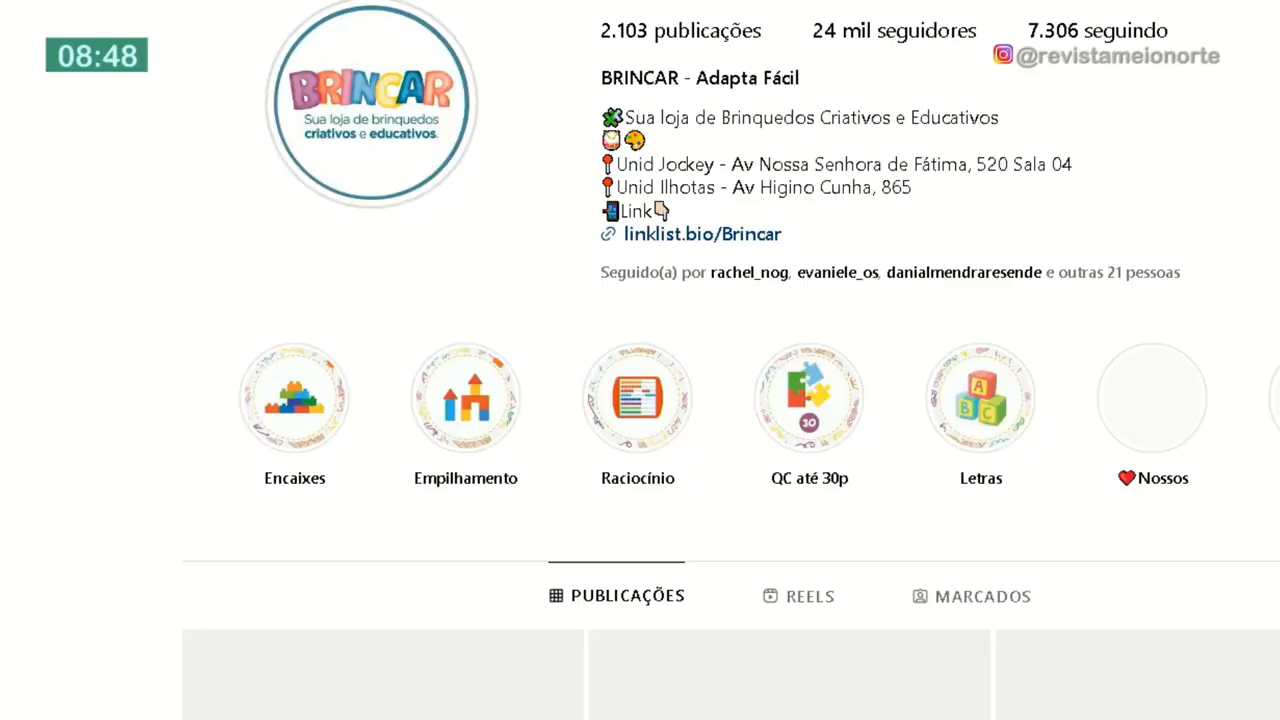 08:48
BRINCAR
Sua loja de brinquedos
criativos e educativos.
2.103 publicações 24 mil seguidores 7.306 seguindo
@revistameionorte
BRINCAR - Adapta Fácil
Sua loja de Brinquedos Criativos e Educativos
Unid Jockey - Av Nossa Senhora de Fátima, 520 Sala 04
Unid Ilhotas - Av Higino Cunha, 865
Link
linklist.bio/Brincar
Seguido(a) por rachel_nog, evaniele_os, danialmendraresende e outras 21 pessoas
30
A
B C
Encaixes Empilhamento Raciocínio QC até 30p Letras Nossos
PUBLICAÇÕES REELS MARCADOS